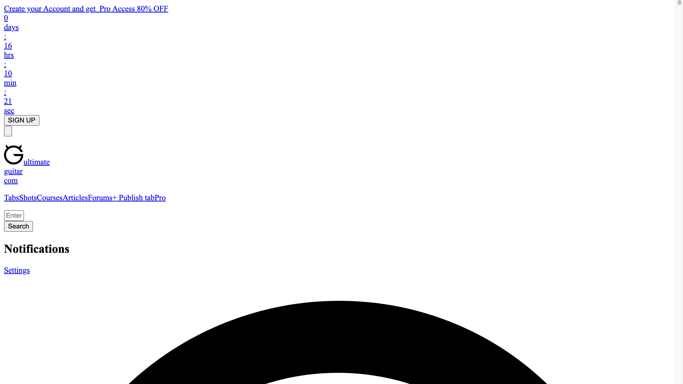 Create your Account and get  Pro Access 80% OFF
0
days
:
16
hrs
:
10
min
:
21
sec
SIGN UP
ultimate
guitar
com
TabsShotsCoursesArticlesForums+ Publish tabPro
Enter
Search
Notifications
Settings